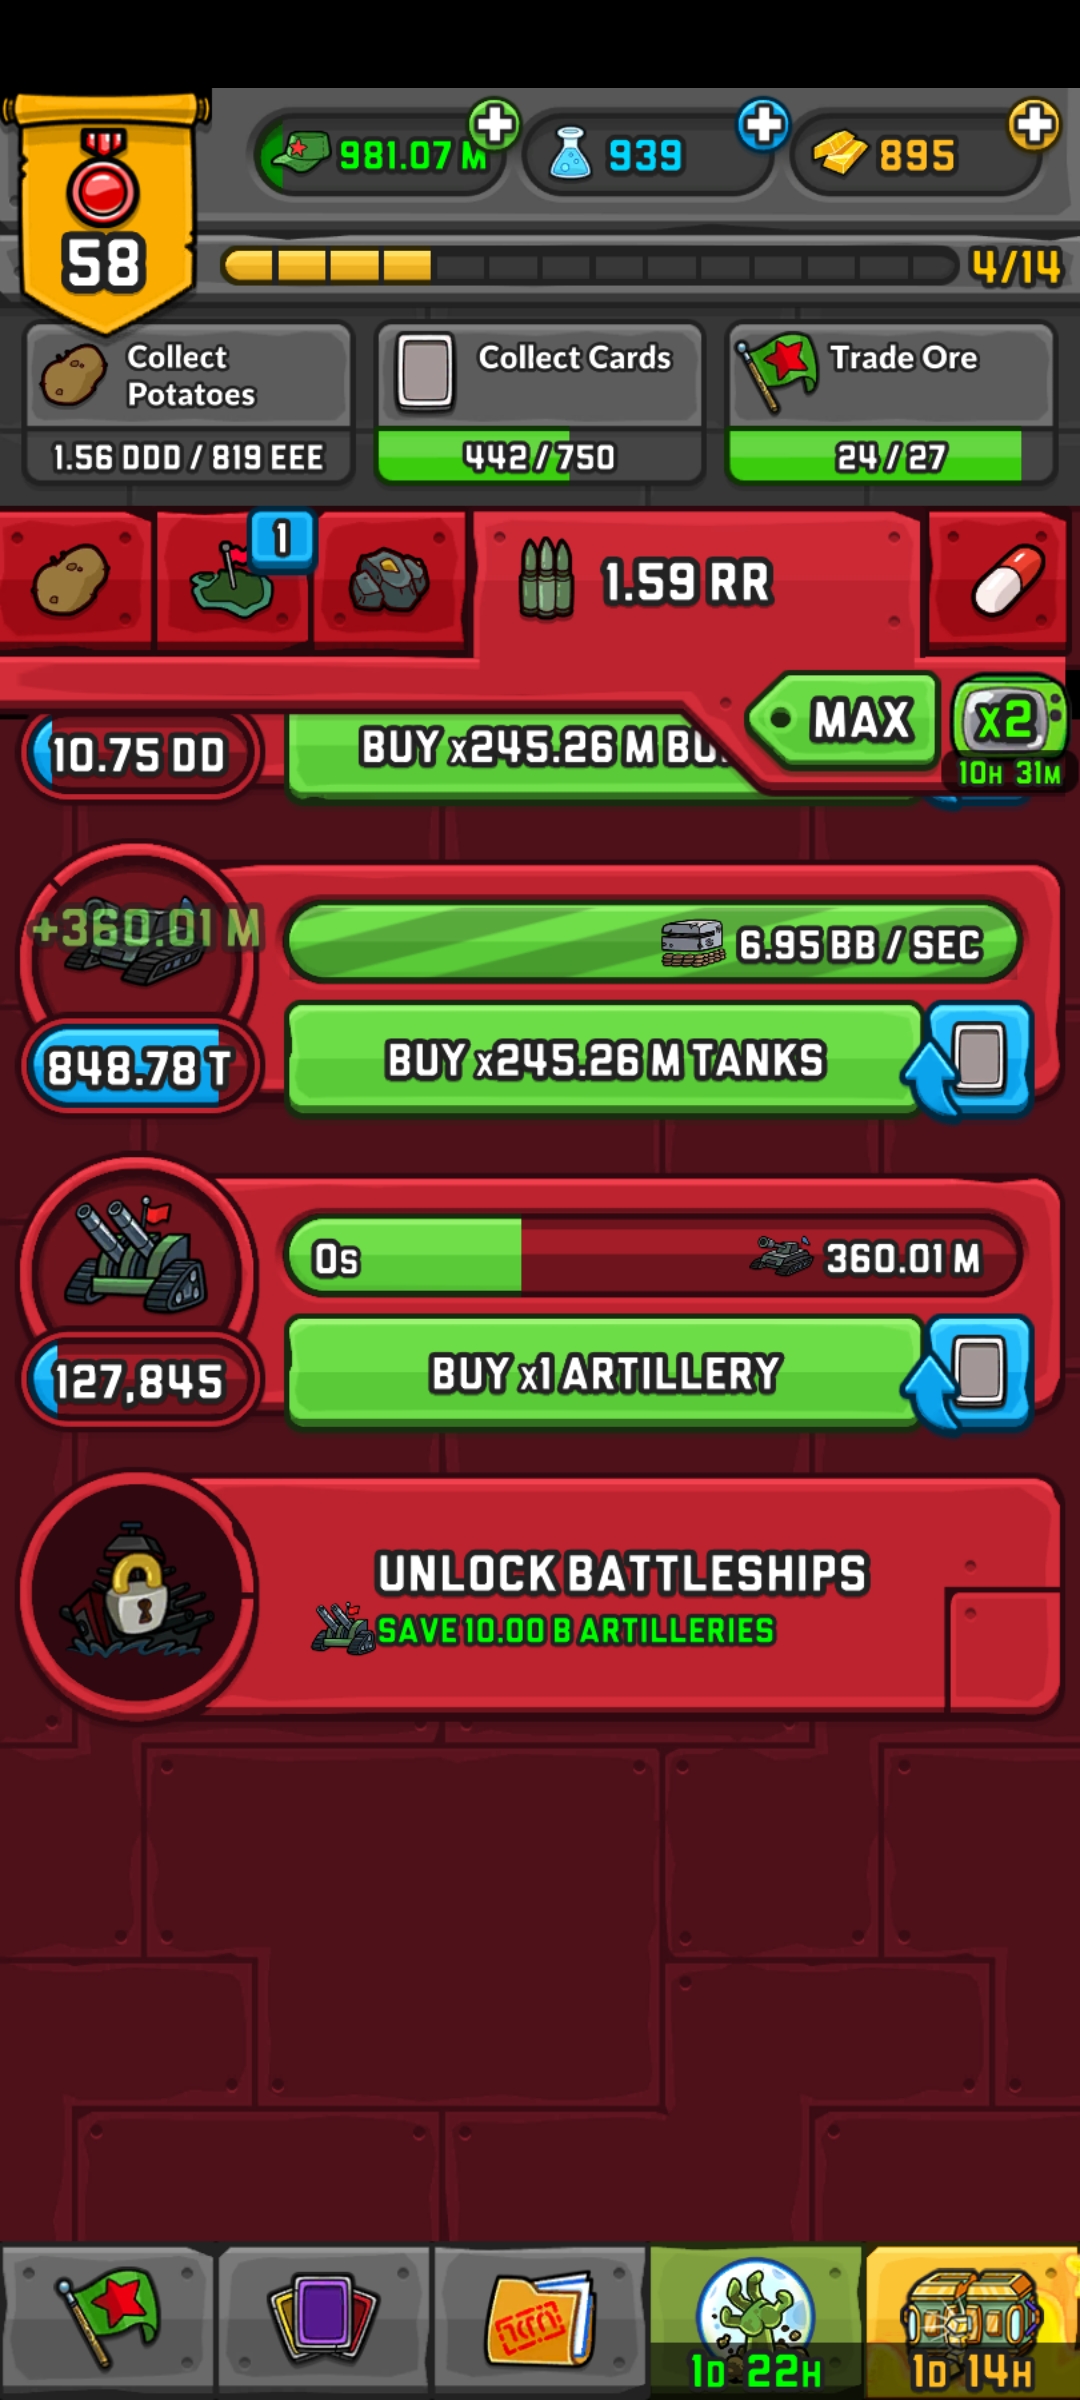 981.07 M
939
895
58
4/14
Collect
Potatoes
1.56 DDD / 819 EEE
Collect Cards
442 / 750
Trade Ore
24 / 27
1
1.59 RR
MAX
x2
10H 31M
10.75 DD
BUY x245.26 M
+360.01 M
6.95 BB / SEC
848.78 T
BUY x245.26 M TANKS
0s
360.01 M
127,845
BUY x1 ARTILLERY
UNLOCK BATTLESHIPS
SAVE 10.00 B ARTILLERIES
1D 22H
1D 14H